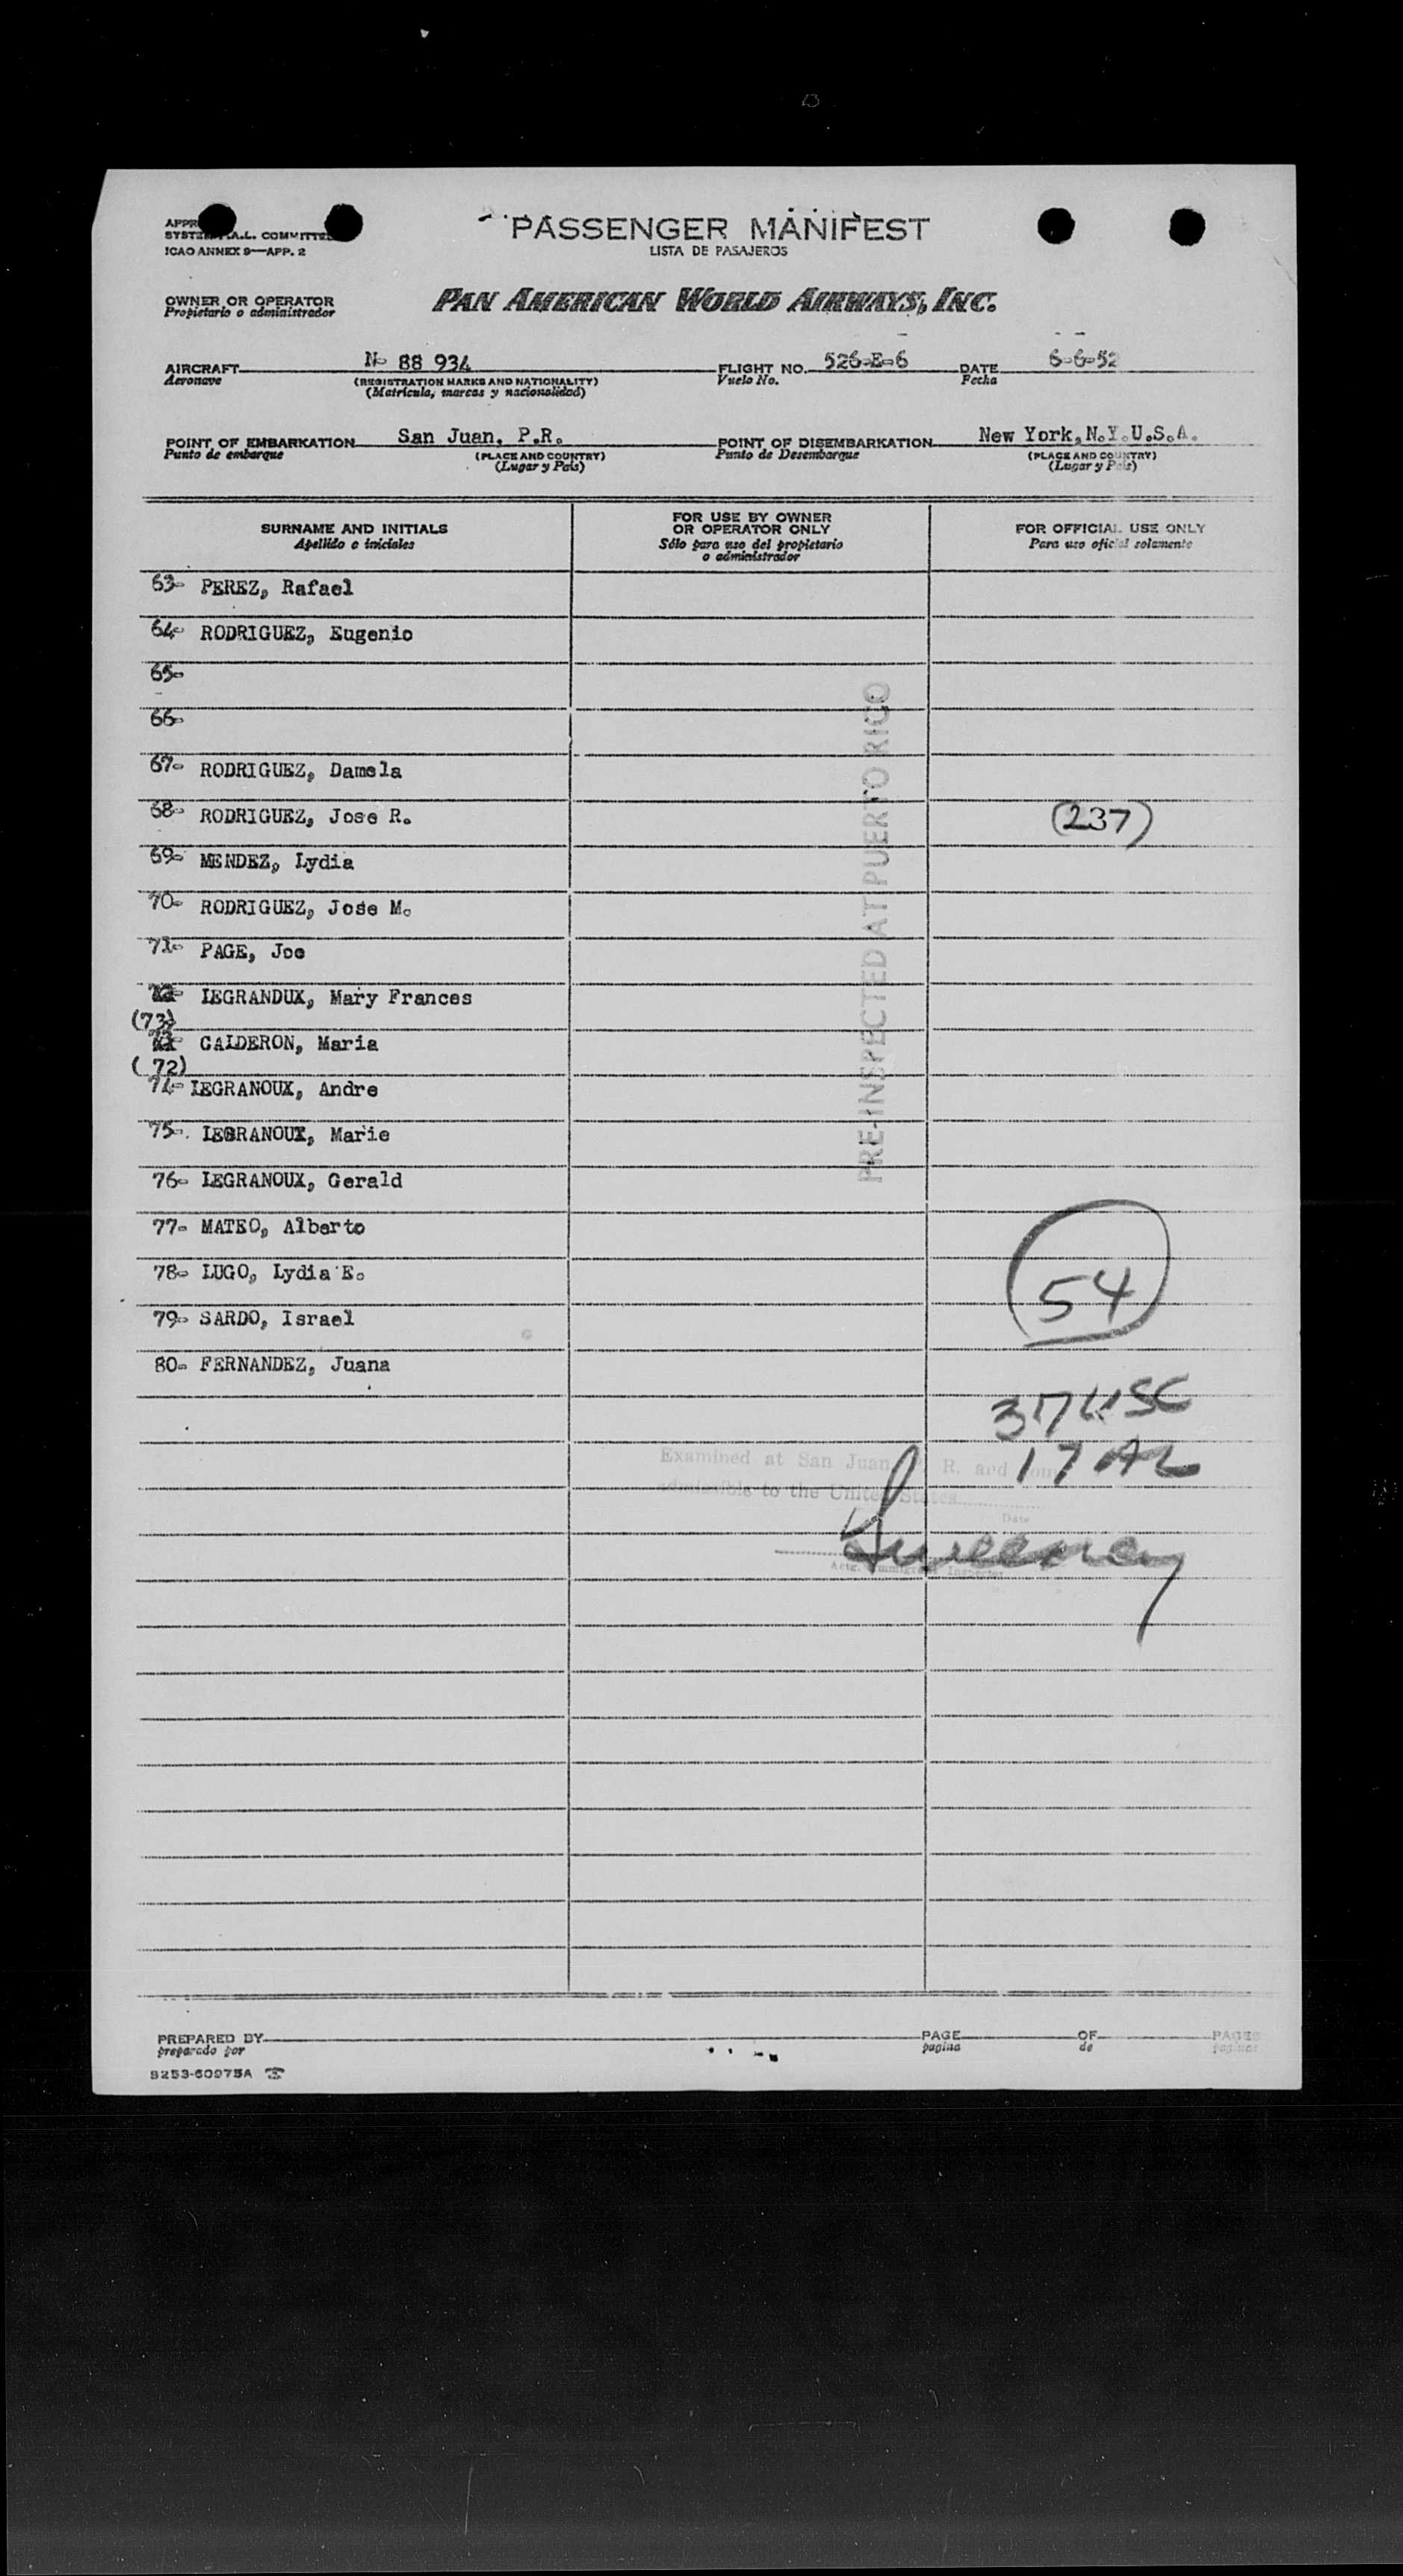 PASSENGER MANIFEST
LISTA DE PASAJEROS
A.L. COMMITTEE
ICAO ANNEX 9—APP. 2
OWNER OR OPERATOR
Propietario o administrador
PAN AMERICAN WORLD AIRWAYS, INC.
AIRCRAFT N- 88 934 FLIGHT NO. 526-E-6 DATE 6-6-52
Aeronave (REGISTRATION MARKS AND NATIONALITY) Vuelo No. Fecha
(Matricula, marcas y nacionalidad)
POINT OF EMBARKATION San Juan, P.R. POINT OF DISEMBARKATION New York, N.Y.U.S.A.
Punto de embarque (PLACE AND COUNTRY) Punto de Desembarque (PLACE AND COUNTRY)
(Lugar y País) (Lugar y País)
SURNAME AND INITIALS
Apellido e iniciales
FOR USE BY OWNER
OR OPERATOR ONLY
Sólo para uso del propietario
o administrador
FOR OFFICIAL USE ONLY
Para uso oficial solamente
63- PEREZ, Rafael
64- RODRIGUEZ, Eugenio
65-
66-
67- RODRIGUEZ, Damela
68- RODRIGUEZ, Jose R. (237)
69- MENDEZ, Lydia
70- RODRIGUEZ, Jose M.
71- PAGE, Joe
LEGRANDUX, Mary Frances
(73)
CALDERON, Maria
(72)
74- LEGRANOUX, Andre
75- LEGRANOUX, Marie
76- LEGRANOUX, Gerald
77- MATEO, Alberto
78- LUGO, Lydia E.
79- SARDO, Israel
80- FERNANDEZ, Juana
PRE-INSPECTED AT PUERTO RICO
54
37 USC
17 AL
Examined at San Juan, P. R. and
admissible to the United States
Date
Sweeney
Actg. Immigrant Inspector
PREPARED BY PAGE OF PAGES
preparado por pagina de paginas
8253-60975A